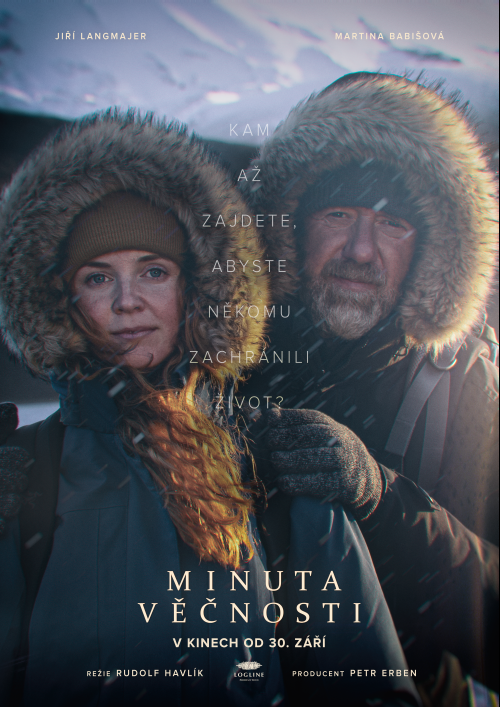 JIŘÍ LANGMAJER
MARTINA BABIŠOVÁ
KAM
AŽ
ZAJDETE,
ABYSTE
NĚKOMU
ZACHRÁNILI
ŽIVOT?
MINUTA
VĚČNOSTI
V KINECH OD 30. ZÁŘÍ
REŽIE RUDOLF HAVLÍK
LOGLINE
PRODUCENT PETR ERBEN